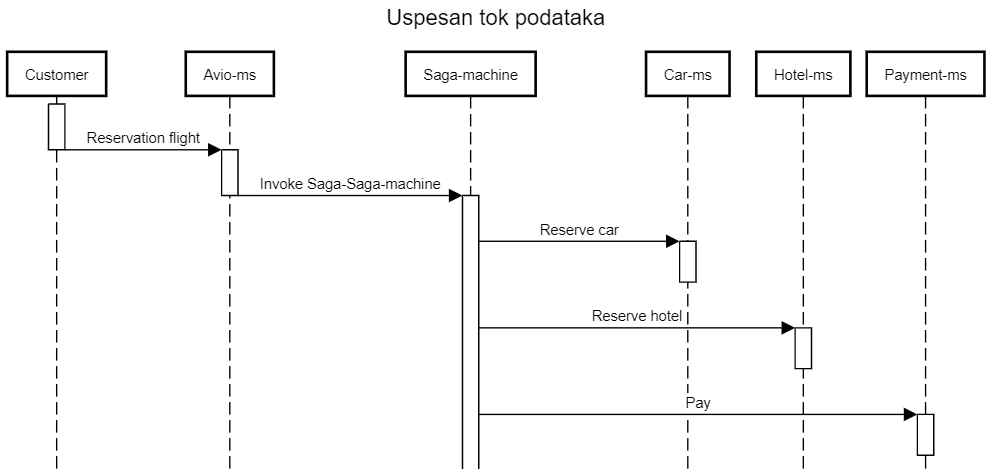 Uspesan tok podataka
Customer
Avio-ms
Saga-machine
Car-ms
Hotel-ms
Payment-ms
Reservation flight
Invoke Saga-Saga-machine
Reserve car
Reserve hotel
Pay